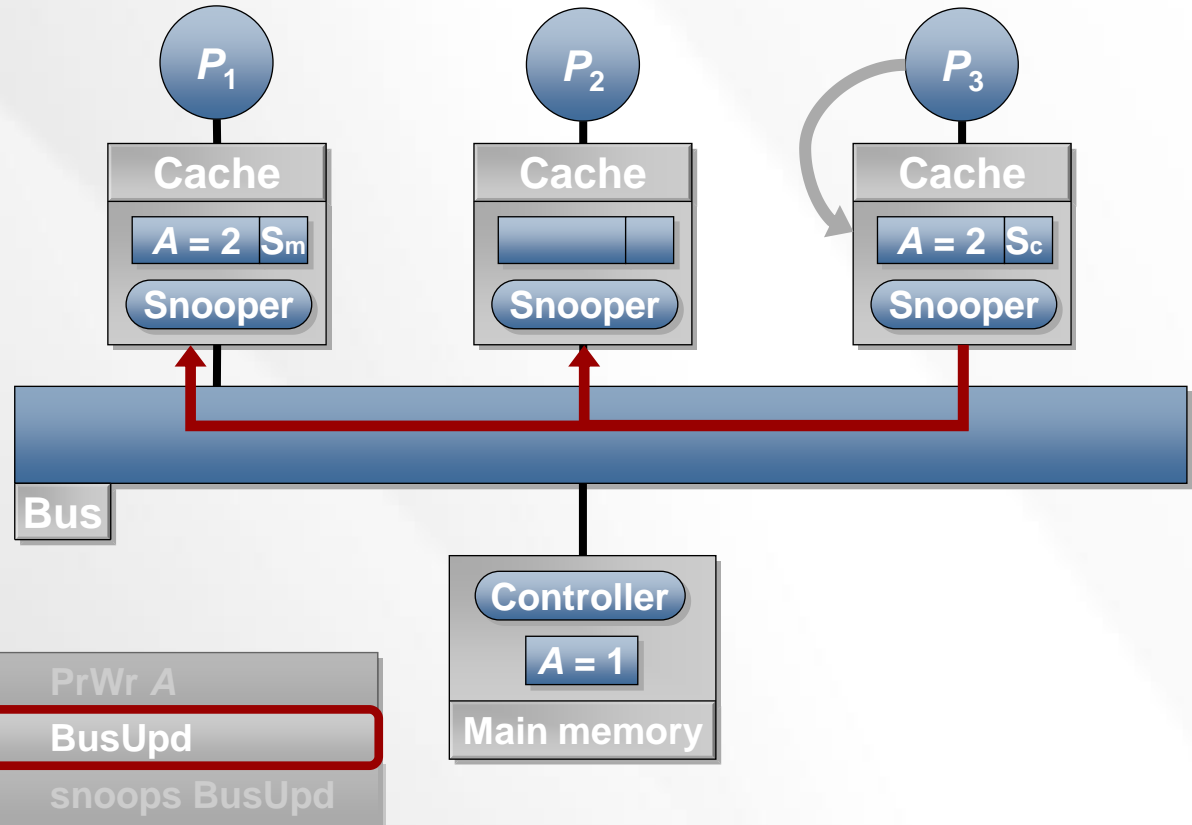 P1
P2
P3
Cache
Cache
Cache
A = 2 Sm
A = 2 Sc
Snooper
Snooper
Snooper
Bus
Controller
A = 1
Main memory
PrWr A
BusUpd
snoops BusUpd